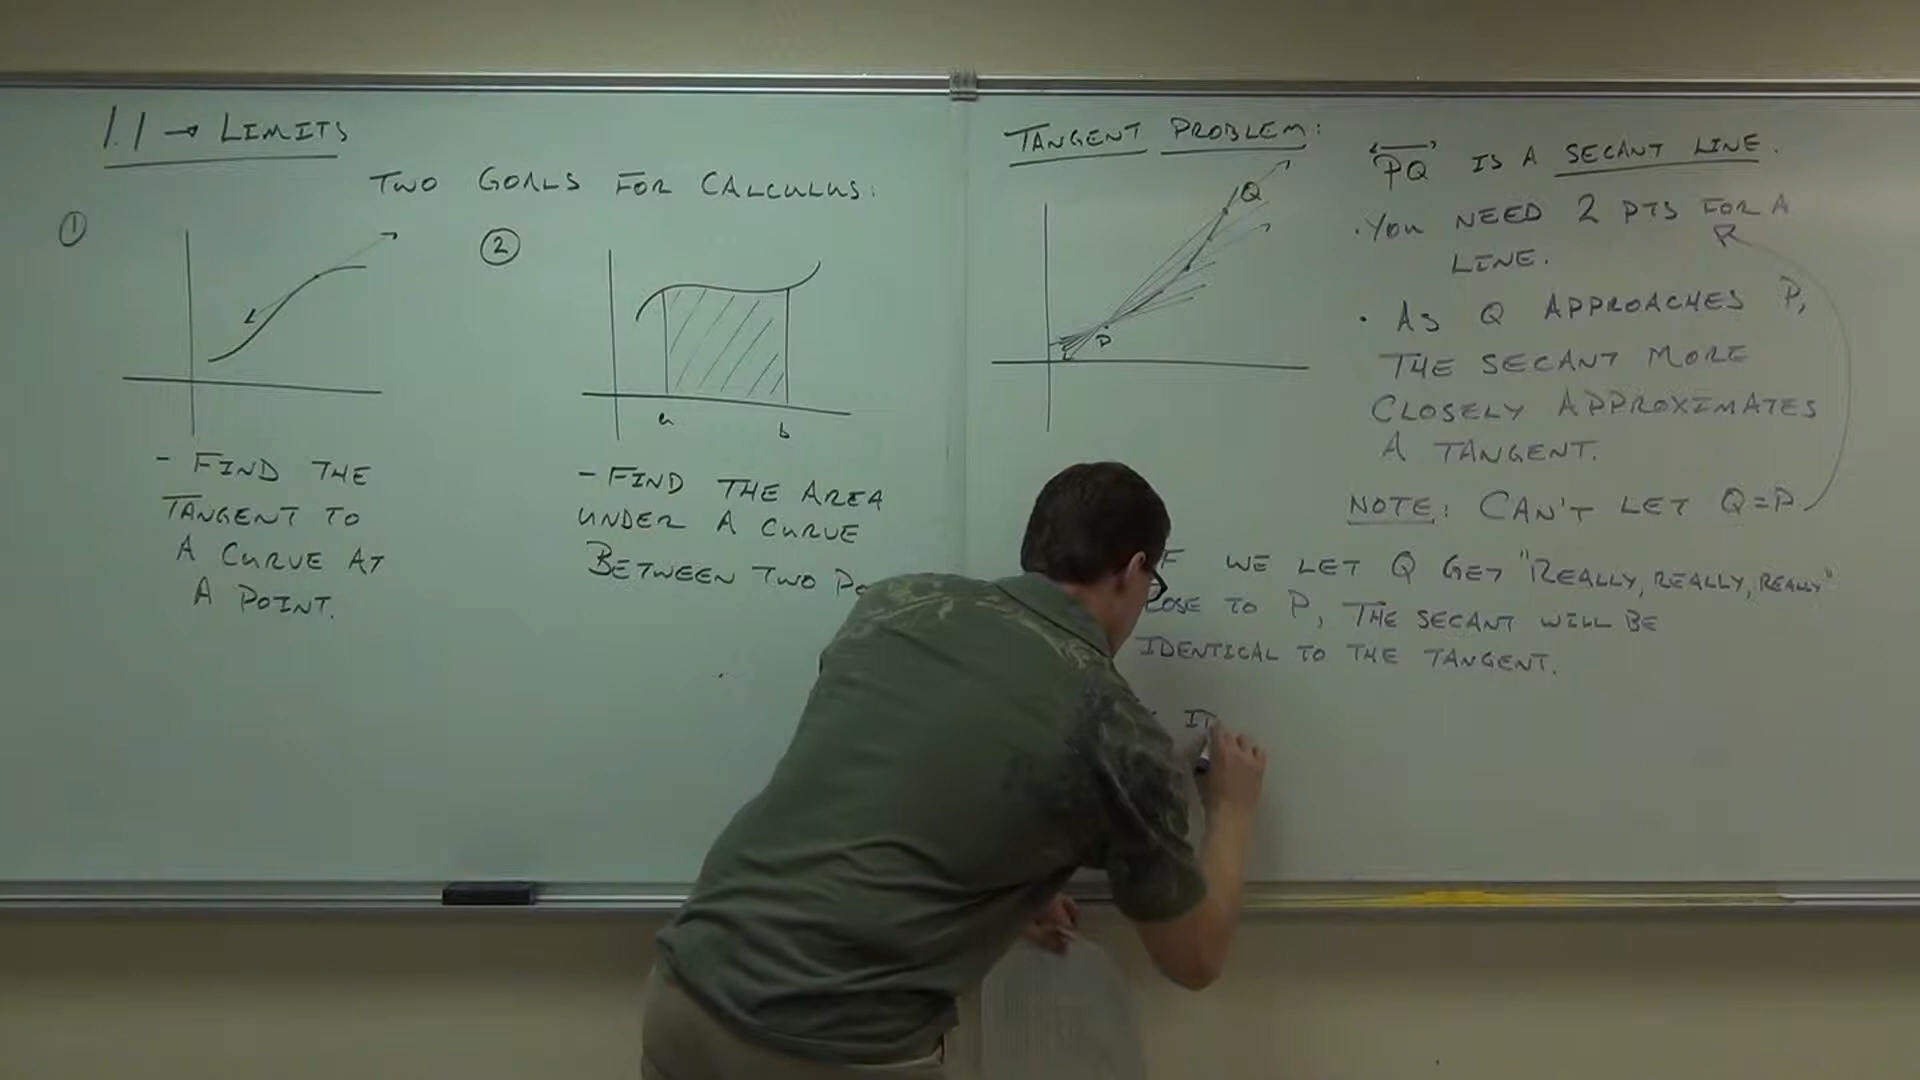 1.1 → LIMITS
TWO GOALS FOR CALCULUS:
①
- FIND THE
TANGENT TO
A CURVE AT
A POINT.
②
a b
- FIND THE AREA
UNDER A CURVE
BETWEEN TWO
TANGENT PROBLEM:
Q
P
PQ IS A SECANT LINE.
• YOU NEED 2 PTS FOR A
LINE.
• AS Q APPROACHES P,
THE SECANT MORE
CLOSELY APPROXIMATES
A TANGENT.
NOTE: CAN'T LET Q=P
WE LET Q GET "REALLY, REALLY, REALLY"
TO P, THE SECANT WILL BE
IDENTICAL TO THE TANGENT.